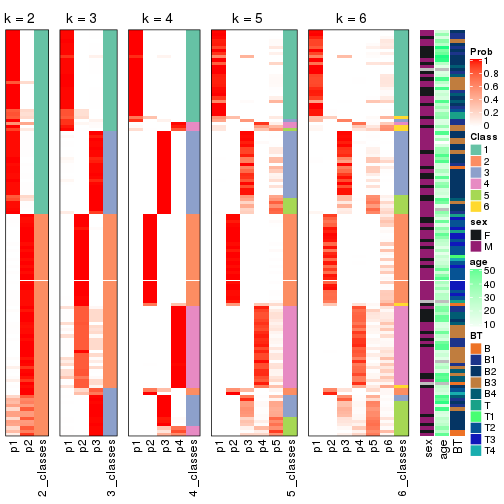 k = 2 k = 3 k = 4 k = 5 k = 6
p1 p2 2_classes p1 p2 p3 3_classes p1 p2 p3 p4 4_classes p1 p2 p3 p4 p5 5_classes p1 p2 p3 p4 p5 p6 6_classes sex age BT
Prob
1
0.8
0.6
0.4
0.2
0
Class
1
2
3
4
5
6
sex
F
M
age
50
40
30
20
10
BT
B
B1
B2
B3
B4
T
T1
T2
T3
T4